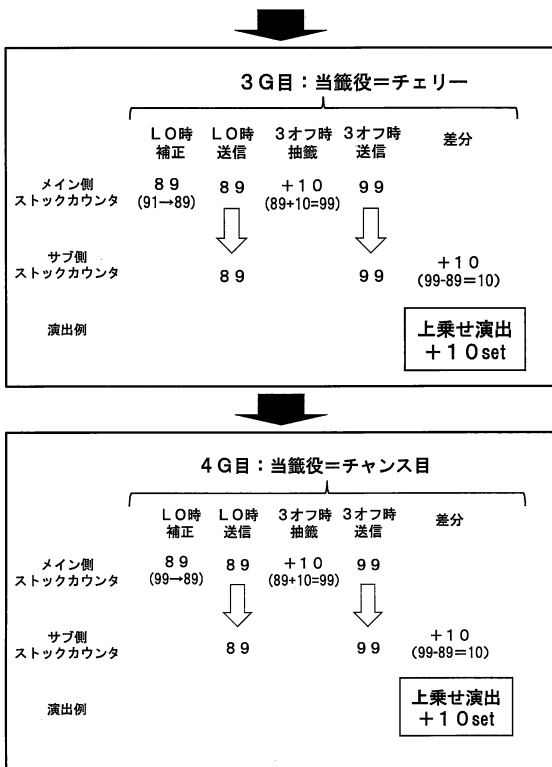 3G目：当籤役＝チェリー
LO時 LO時 3オフ時 3オフ時 差分
補正 送信 抽籤 送信
メイン側 89 89 +10 99
ストックカウンタ (91→89) (89+10=99)
サブ側 +10
ストックカウンタ 89 99 (99-89=10)
演出例 上乗せ演出
+10set
4G目：当籤役＝チャンス目
LO時 LO時 3オフ時 3オフ時 差分
補正 送信 抽籤 送信
メイン側 89 89 +10 99
ストックカウンタ (99→89) (89+10=99)
サブ側 +10
ストックカウンタ 89 99 (99-89=10)
演出例 上乗せ演出
+10set